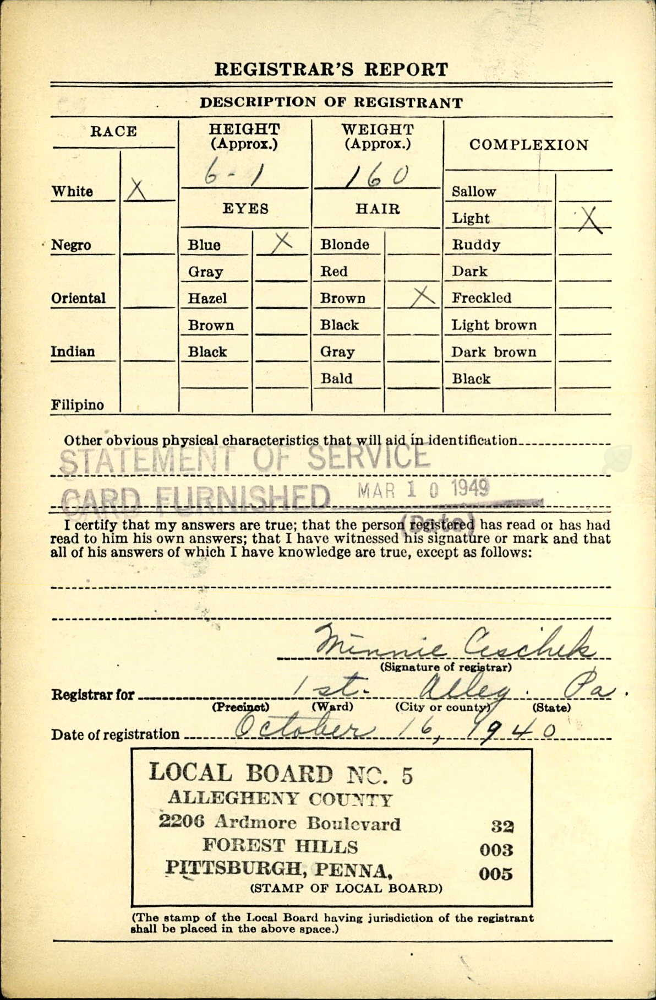 REGISTRAR'S REPORT
DESCRIPTION OF REGISTRANT
RACE
White X
Negro
Oriental
Indian
Filipino
HEIGHT
(Approx.)
6-1
WEIGHT
(Approx.)
160
EYES
Blue X
Gray
Hazel
Brown
Black
HAIR
Blonde
Red
Brown X
Black
Gray
Bald
COMPLEXION
Sallow
Light X
Ruddy
Dark
Freckled
Light brown
Dark brown
Black
Other obvious physical characteristics that will aid in identification
STATEMENT OF SERVICE
CARD FURNISHED MAR 10 1949
(Date)
I certify that my answers are true; that the person registered has read or has had
read to him his own answers; that I have witnessed his signature or mark and that
all of his answers of which I have knowledge are true, except as follows:
Minnie
(Signature of registrar)
Registrar for 1st. Alleg. Pa.
(Precinct) (Ward) (City or county) (State)
Date of registration October 16, 1940
LOCAL BOARD NO. 5
ALLEGHENY COUNTY
2206 Ardmore Boulevard 32
FOREST HILLS 003
PITTSBURGH, PENNA. 005
(STAMP OF LOCAL BOARD)
(The stamp of the Local Board having jurisdiction of the registrant
shall be placed in the above space.)